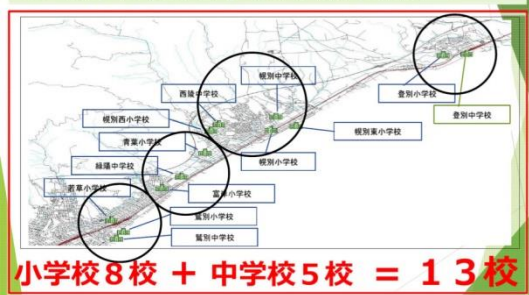 幌別中学校
西陵中学校
登別小学校
幌別西小学校
登別中学校
青葉小学校
幌別東小学校
緑陽中学校
幌別小学校
若草小学校
富岸小学校
鷲別小学校
鷲別中学校
小学校8校 + 中学校5校 = 13校